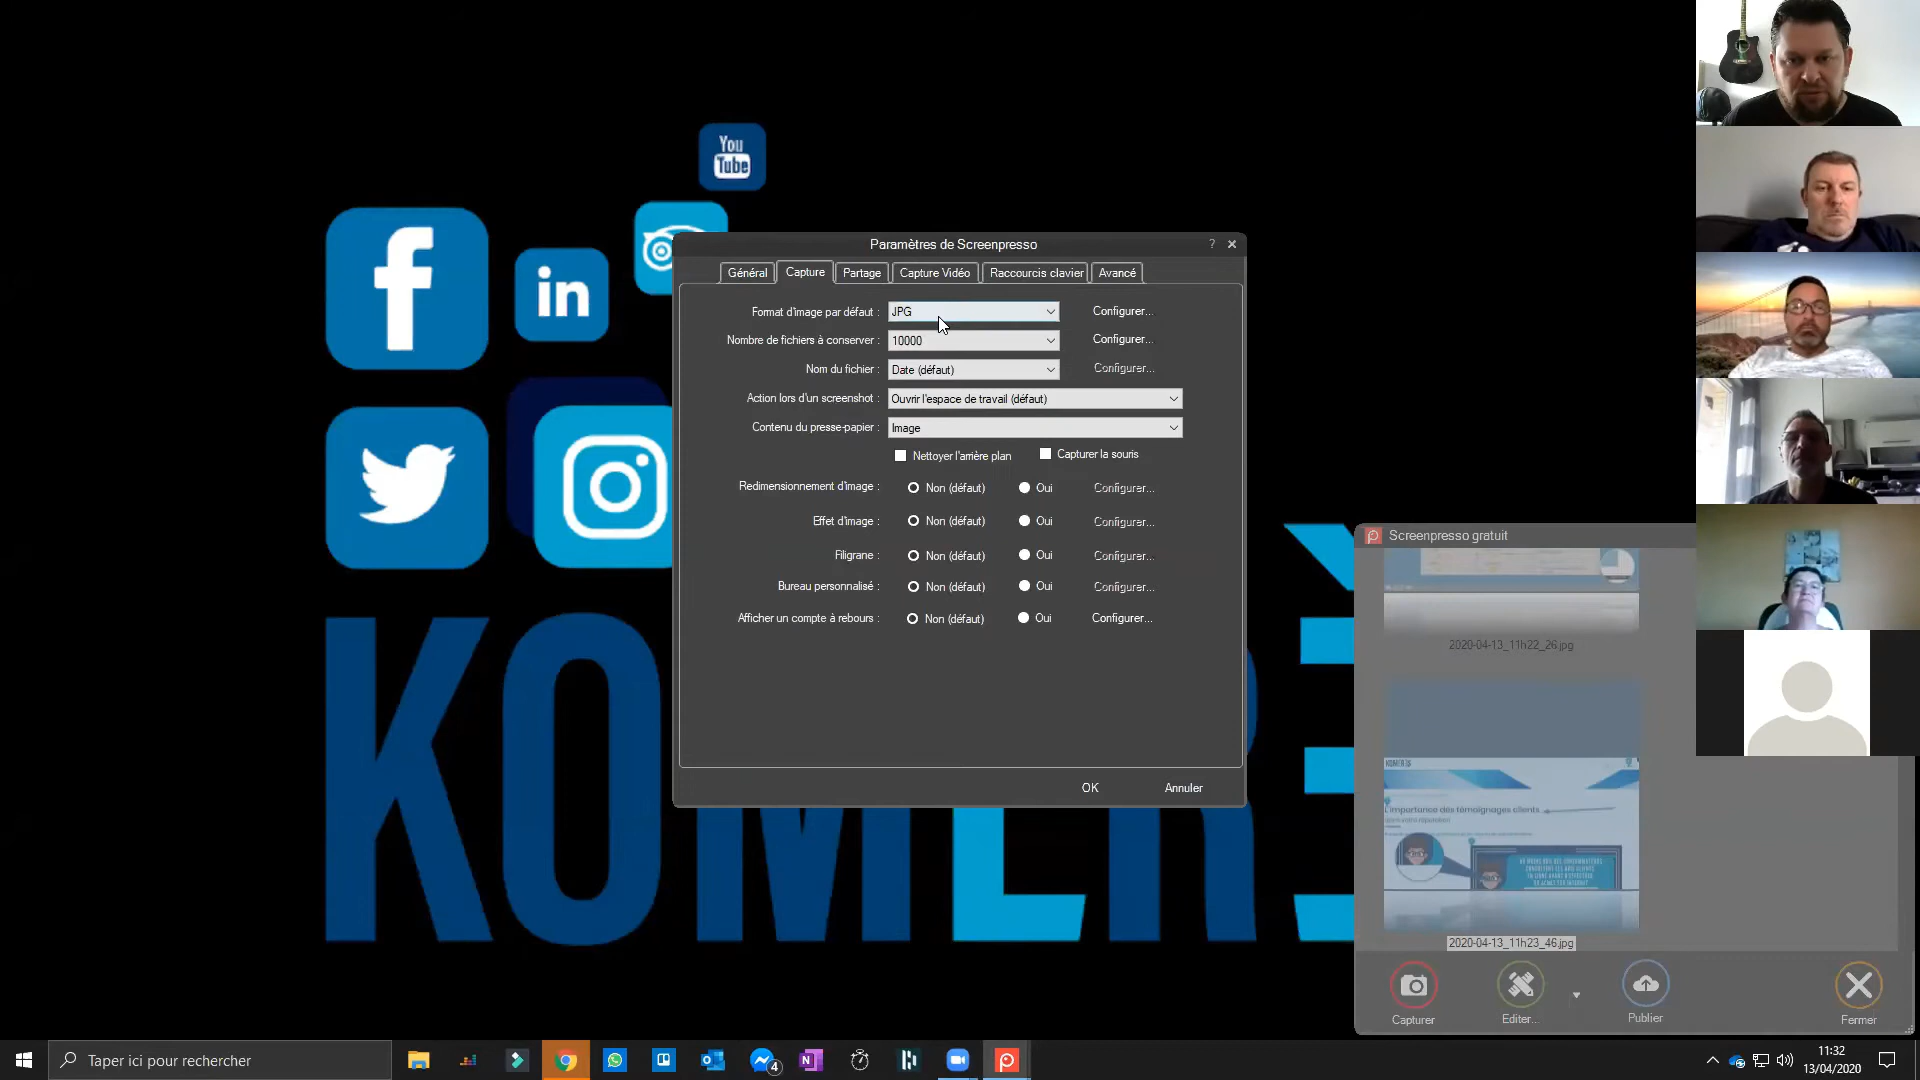 You
Tube
f
in
KOMERE
Paramètres de Screenpresso
?
Général
Capture
Partage
Capture Vidéo
Raccourcis clavier
Avancé
Format d'image par défaut :
JPG
Configurer...
Nombre de fichiers à conserver :
10000
Configurer...
Nom du fichier :
Date (défaut)
Configurer...
Action lors d'un screenshot :
Ouvrir l'espace de travail (défaut)
Contenu du presse-papier :
Image
Nettoyer l'arrière plan
Capturer la souris
Redimensionnement d'image :
Non (défaut)
Oui
Configurer...
Effet d'image :
Non (défaut)
Oui
Configurer...
Filigrane :
Non (défaut)
Oui
Configurer...
Bureau personnalisé :
Non (défaut)
Oui
Configurer...
Afficher un compte à rebours :
Non (défaut)
Oui
Configurer...
OK
Annuler
Screenpresso gratuit
2020-04-13_11h22_26.jpg
L'importance des témoignages clients
2020-04-13_11h23_46.jpg
Capturer
Editer...
Publier
Fermer
Taper ici pour rechercher
4
11:32
13/04/2020